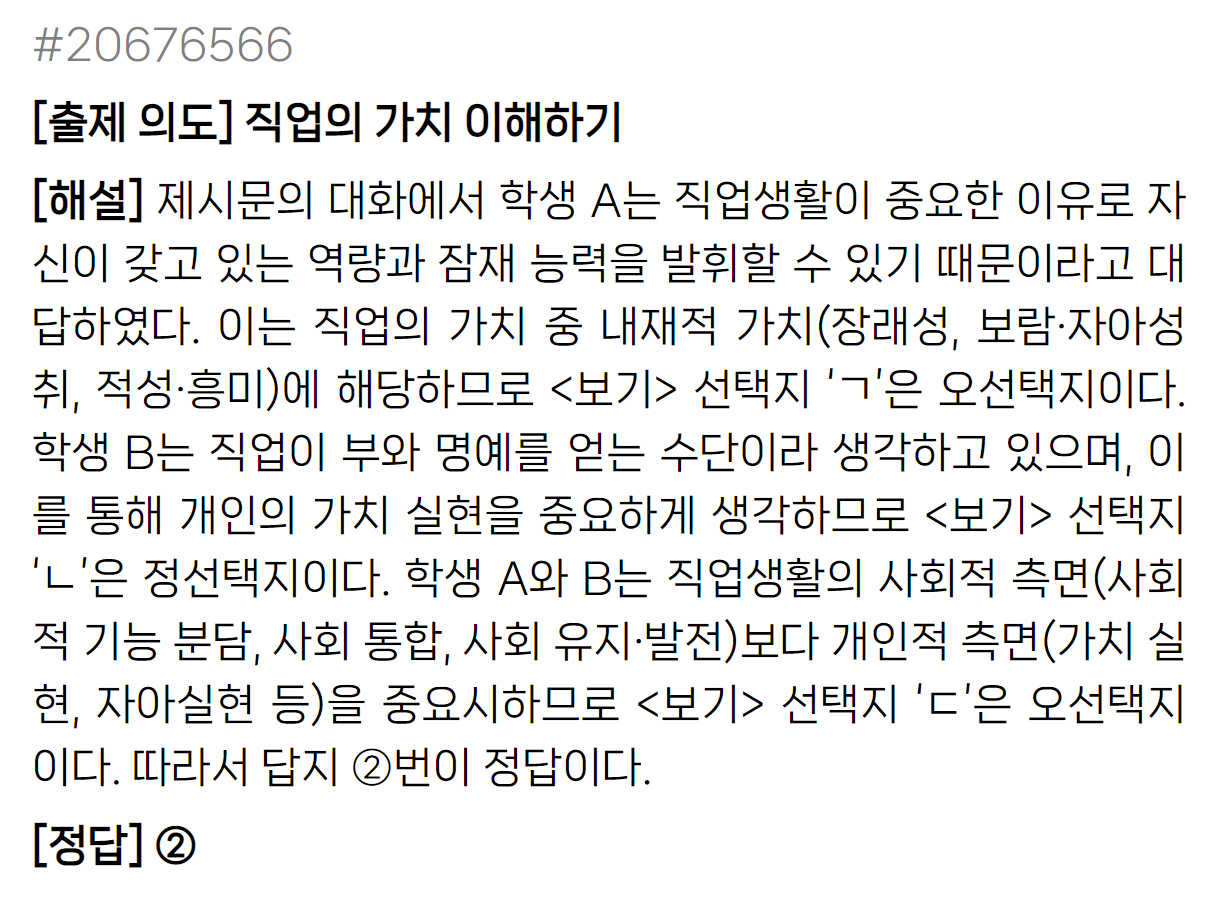 #20676566
[출제 의도] 직업의 가치 이해하기
[해설] 제시문의 대화에서 학생 A는 직업생활이 중요한 이유로 자
신이 갖고 있는 역량과 잠재 능력을 발휘할 수 있기 때문이라고 대
답하였다. 이는 직업의 가치 중 내재적 가치(장래성, 보람·자아성
취, 적성·흥미)에 해당하므로 <보기> 선택지 ‘ㄱ’은 오선택지이다.
학생 B는 직업이 부와 명예를 얻는 수단이라 생각하고 있으며, 이
를 통해 개인의 가치 실현을 중요하게 생각하므로 <보기> 선택지
‘ㄴ’은 정선택지이다. 학생 A와 B는 직업생활의 사회적 측면(사회
적 기능 분담, 사회 통합, 사회 유지·발전)보다 개인적 측면(가치 실
현, 자아실현 등)을 중요시하므로 <보기> 선택지 ‘ㄷ’은 오선택지
이다. 따라서 답지 ②번이 정답이다.
[정답] ②